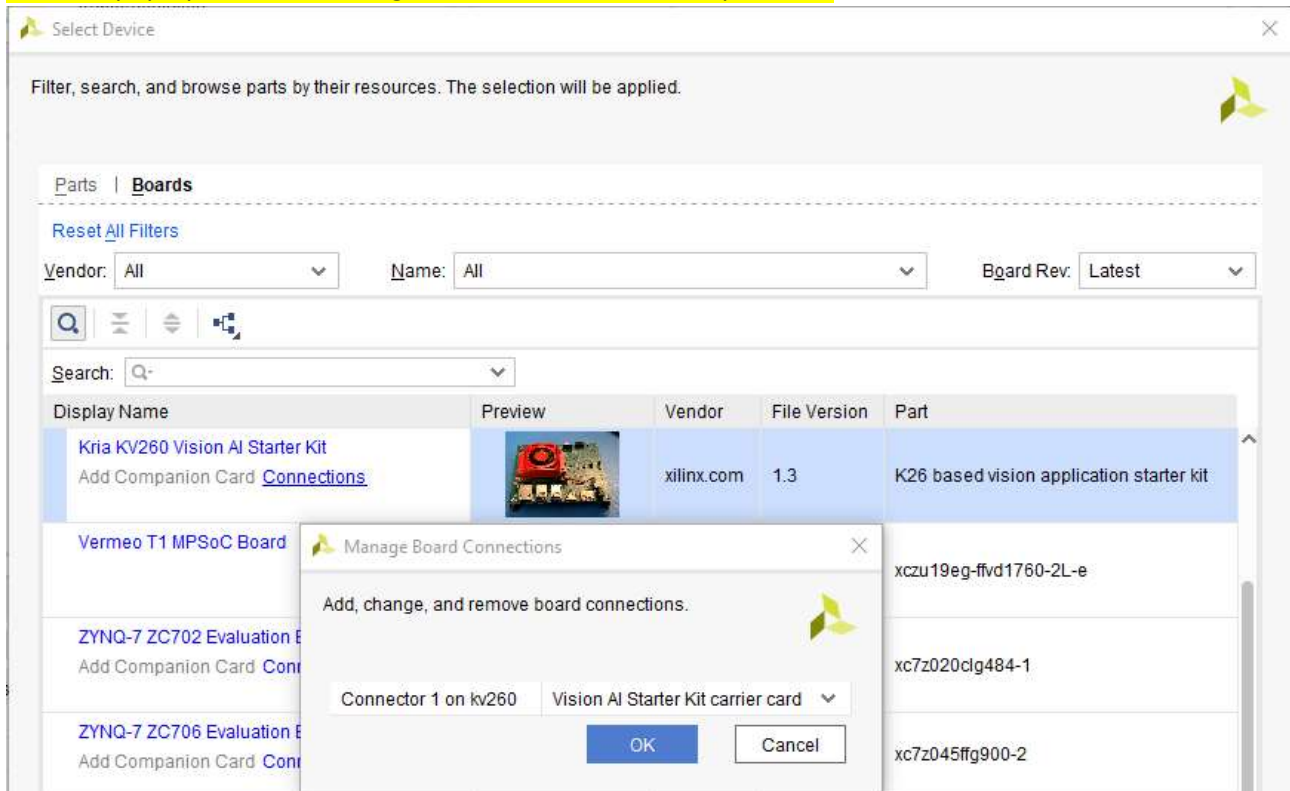 Select Device
Filter, search, and browse parts by their resources. The selection will be applied.
Parts | Boards
Reset All Filters
Vendor: All Name: All Board Rev: Latest
Search: Q-
Display Name Preview Vendor File Version Part
Kria KV260 Vision AI Starter Kit
Add Companion Card Connections xilinx.com 1.3 K26 based vision application starter kit
Vermeo T1 MPSoC Board
Manage Board Connections
xczu19eg-ffvd1760-2L-e
Add, change, and remove board connections.
ZYNQ-7 ZC702 Evaluation
Add Companion Card xc7z020clg484-1
Connector 1 on kv260 Vision AI Starter Kit carrier card
ZYNQ-7 ZC706 Evaluation
OK Cancel
Add Companion Card xc7z045ffg900-2